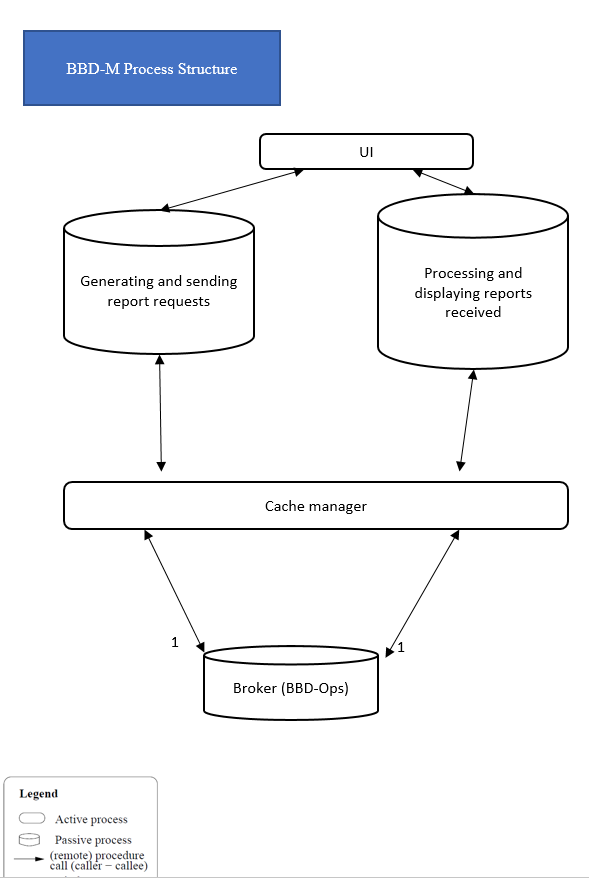 BBD-M Process Structure
UI
Generating and sending
report requests
Processing and
displaying reports
received
Cache manager
1
1
Broker (BBD-Ops)
Legend
Active process
Passive process
(remote) procedure
call (caller – callee)